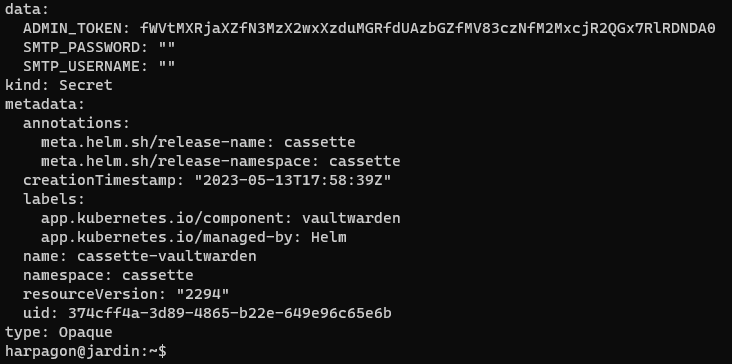 data:
  ADMIN_TOKEN: fWVtMXRjaXZfN3MzX2wxXzduMGRfdUAzbGZfMV83czNfM2MxcjR2QGx7RlRDNDA0
  SMTP_PASSWORD: ""
  SMTP_USERNAME: ""
kind: Secret
metadata:
  annotations:
    meta.helm.sh/release-name: cassette
    meta.helm.sh/release-namespace: cassette
  creationTimestamp: "2023-05-13T17:58:39Z"
  labels:
    app.kubernetes.io/component: vaultwarden
    app.kubernetes.io/managed-by: Helm
  name: cassette-vaultwarden
  namespace: cassette
  resourceVersion: "2294"
  uid: 374cff4a-3d89-4865-b22e-649e96c65e6b
type: Opaque
harpagon@jardin:~$